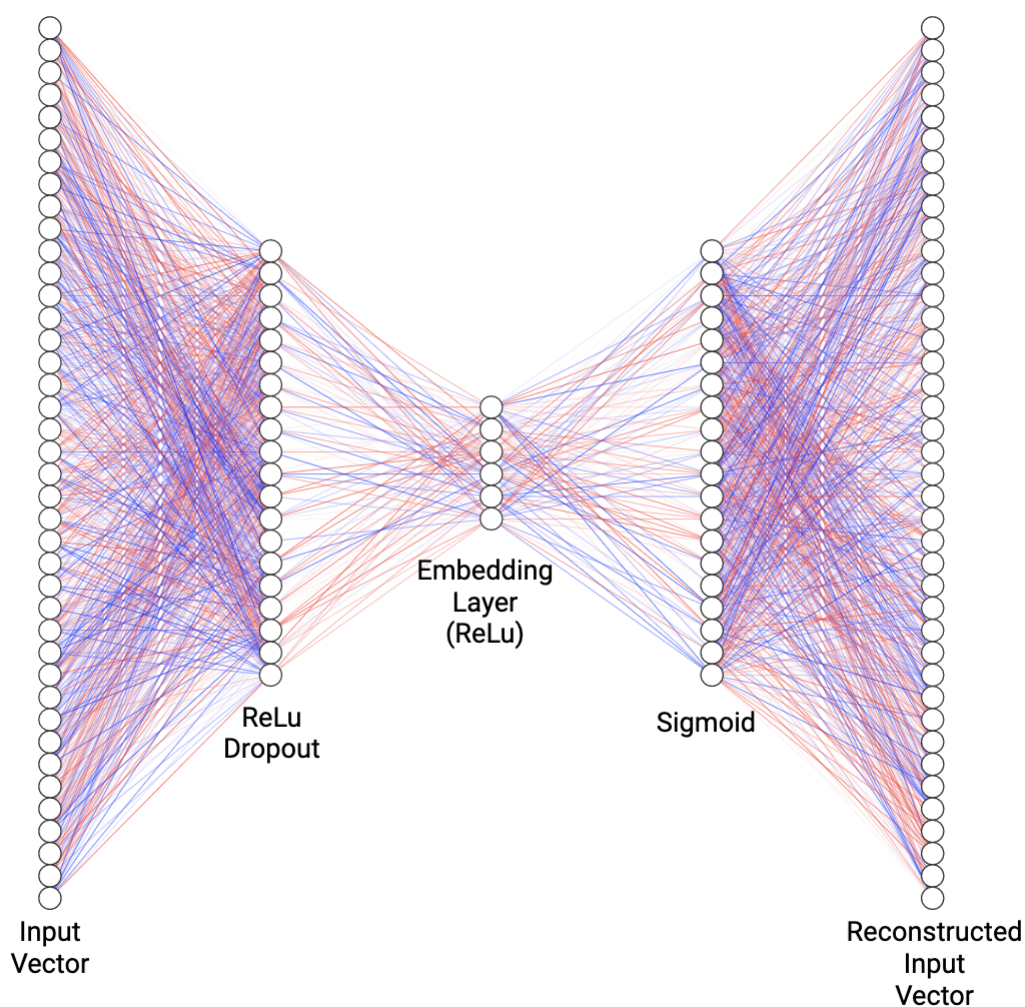 Embedding
Layer
(ReLu)
ReLu
Dropout
Sigmoid
Input
Vector
Reconstructed
Input
Vector